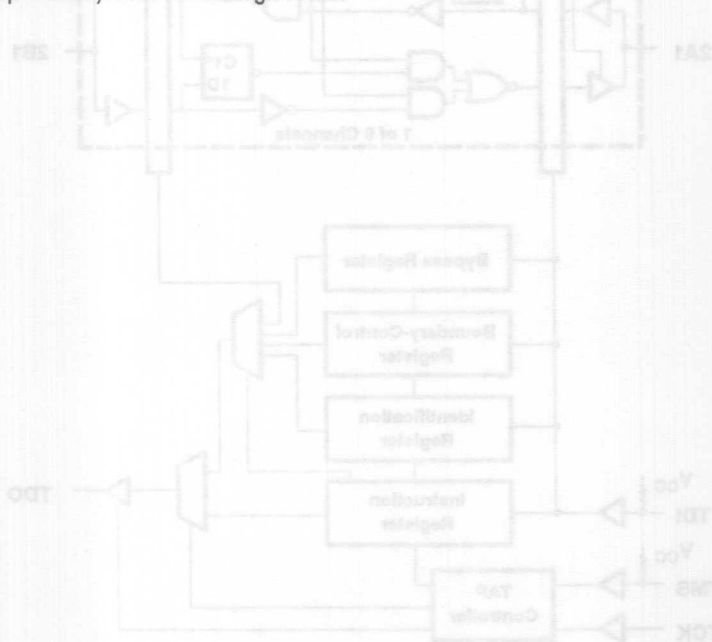 2B1
2A1
C1
1D
1 of 9 Channels
Bypass Register
Boundary-Control
Register
Identification
Register
VCC
TDO
Instruction
Register
TDI
VCC
TMS
TAP
Controller
TCK